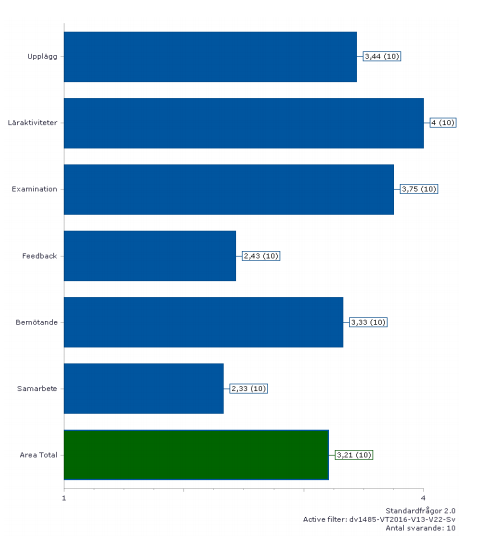 Upplägg
3,44 (10)
Läraktiviteter
4 (10)
Examination
3,75 (10)
Feedback
2,43 (10)
Bemötande
3,33 (10)
Samarbete
2,33 (10)
Area Total
3,21 (10)
1
4
Standardfrågor 2.0
Active filter: dv1485-VT2016-V13-V22-Sv
Antal svarande: 10